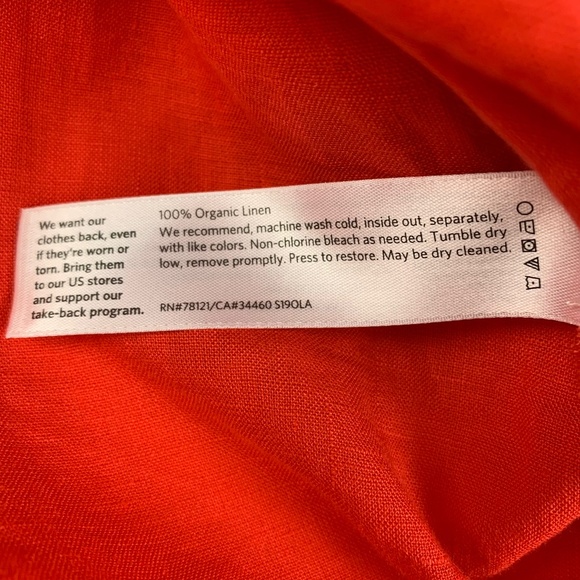 We want our
clothes back, even
if they're worn or
torn. Bring them
to our US stores
and support our
take-back program.
100% Organic Linen
We recommend, machine wash cold, inside out, separately,
with like colors. Non-chlorine bleach as needed. Tumble dry
low, remove promptly. Press to restore. May be dry cleaned.
RN#78121/CA#34460 S19OLA